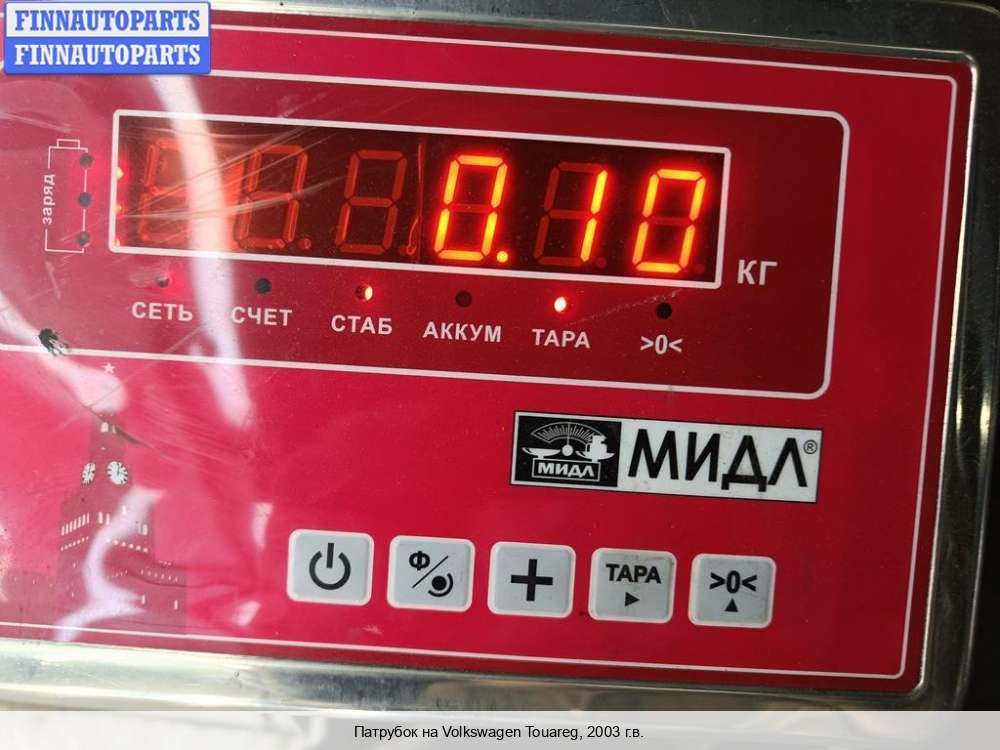 FINNAUTOPARTS
FINNAUTOPARTS
заряд
0.10
КГ
СЕТЬ СЧЕТ СТАБ АККУМ ТАРА >0<
МИДЛ МИДЛ®
Ф
ТАРА >0<
Патрубок на Volkswagen Touareg, 2003 г.в.